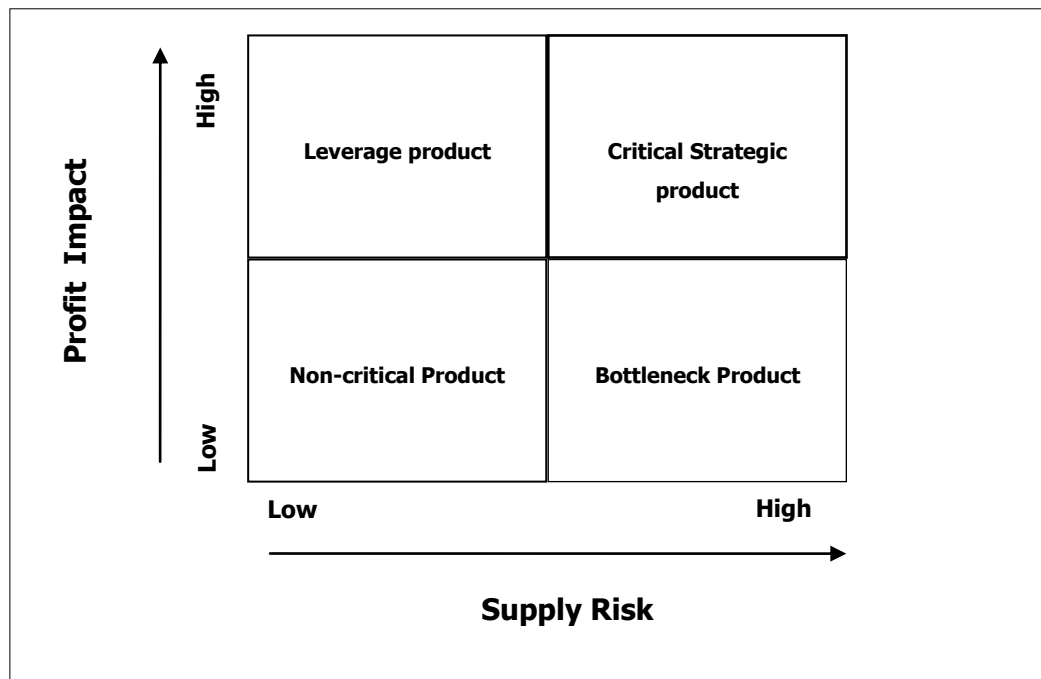 High
Leverage product
Critical Strategic
product
Profit Impact
Non-critical Product
Bottleneck Product
Low
Low
High
Supply Risk